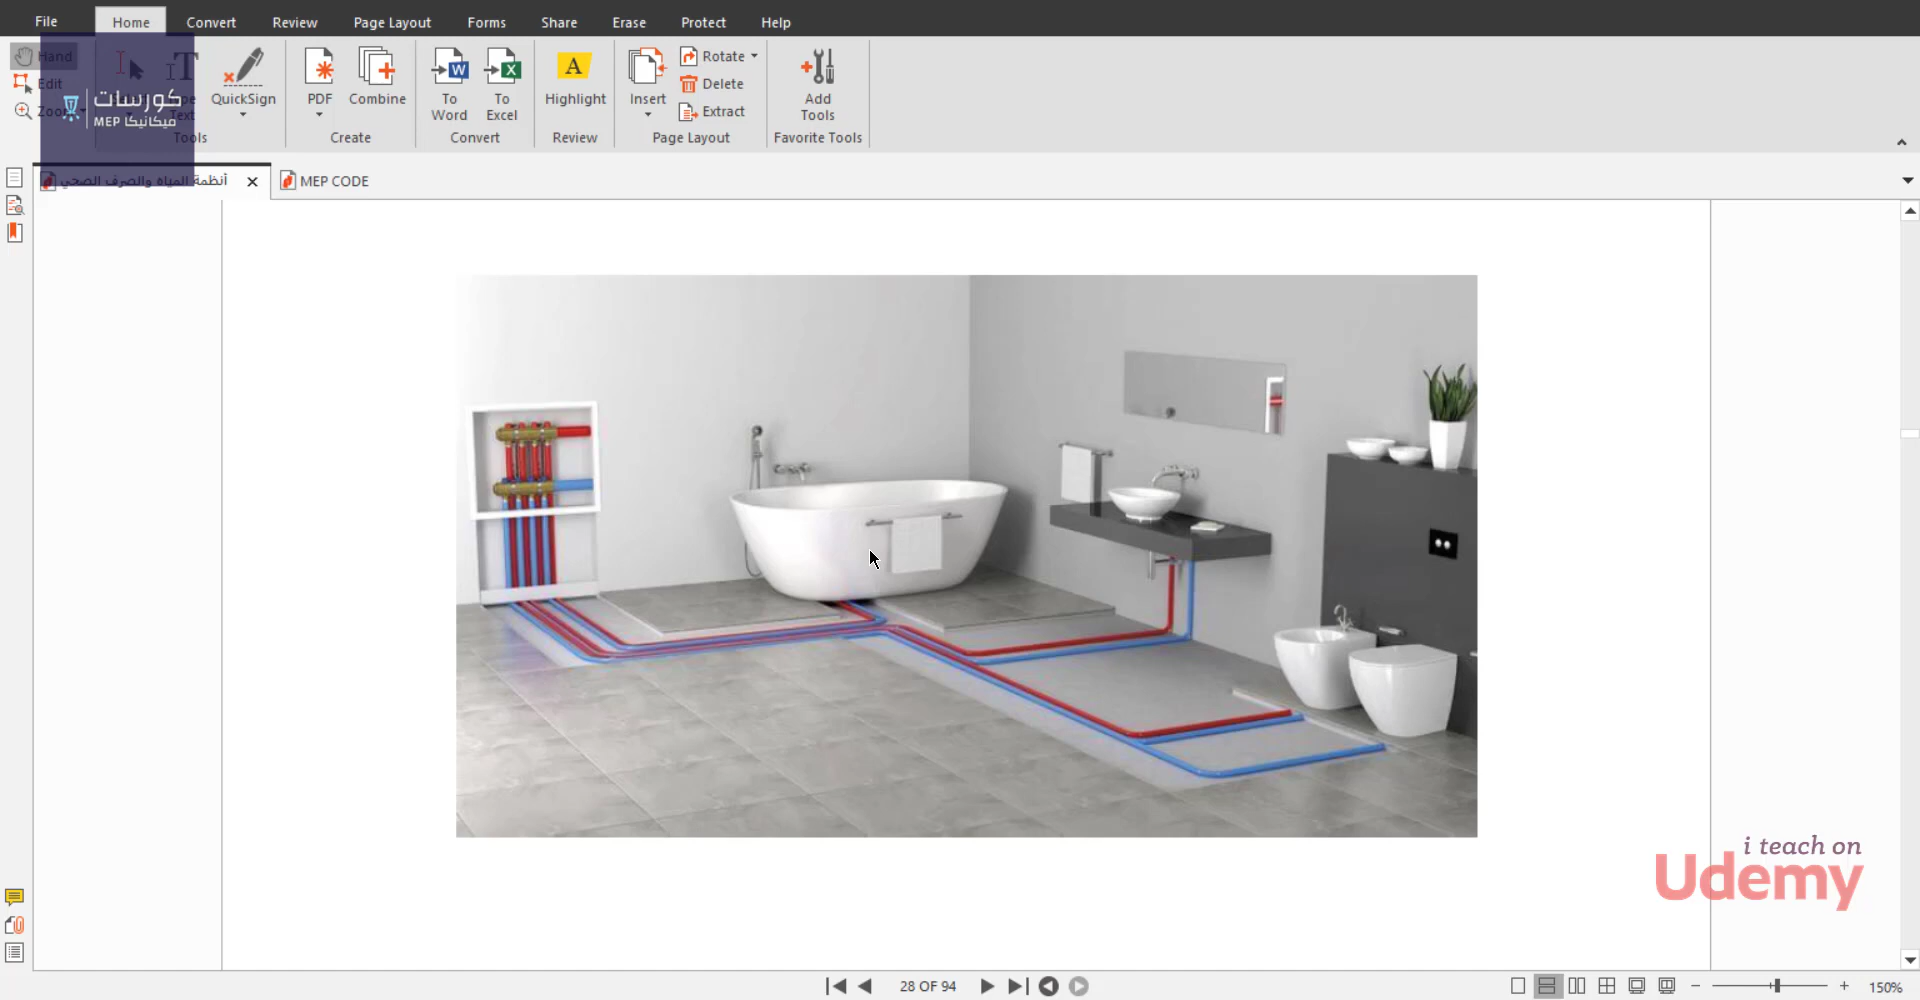 File Home Convert Review Page Layout Forms Share Erase Protect Help
Hand
Edit
Zoom
كورسات
ميكانيكا MEP
Text
Tools
QuickSign
PDF
Combine
Create
To Word
To Excel
Convert
A
Highlight
Review
Insert
Rotate
Delete
Extract
Page Layout
Add Tools
Favorite Tools
أنظمة المياه والصرف الصحي
MEP CODE
i teach on
Udemy
28 OF 94
150%